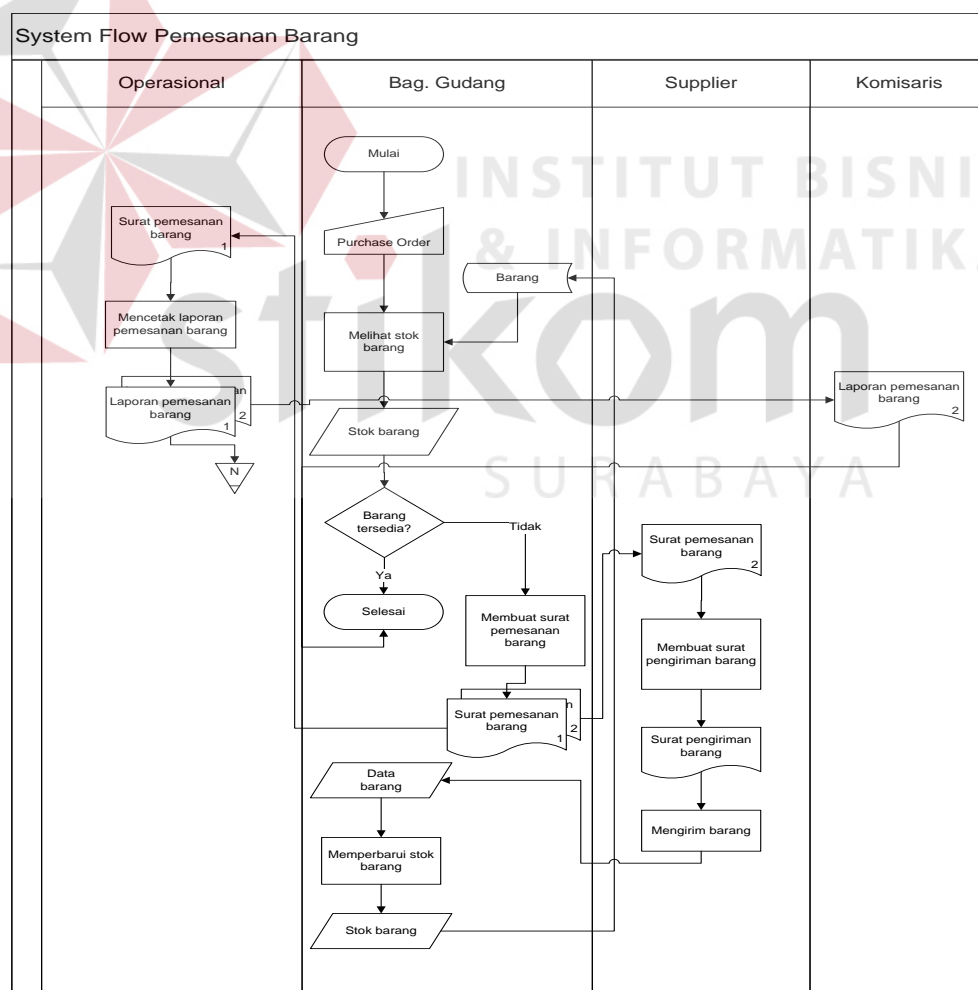 System Flow Pemesanan Barang
Operasional
Bag. Gudang
Supplier
Komisaris
INSTITUT BISNI
& INFORMATIK
stikom
SURABAYA
Mulai
Purchase Order
Barang
Melihat stok
barang
Stok barang
Barang
tersedia?
Tidak
Ya
Selesai
Membuat surat
pemesanan
barang
Surat pemesanan
barang
1
n
2
Surat pemesanan
barang
1
Mencetak laporan
pemesanan barang
Laporan pemesanan
barang
1
an
2
N
Laporan pemesanan
barang
2
Surat pemesanan
barang
2
Membuat surat
pengiriman barang
Surat pengiriman
barang
Mengirim barang
Data
barang
Memperbarui stok
barang
Stok barang